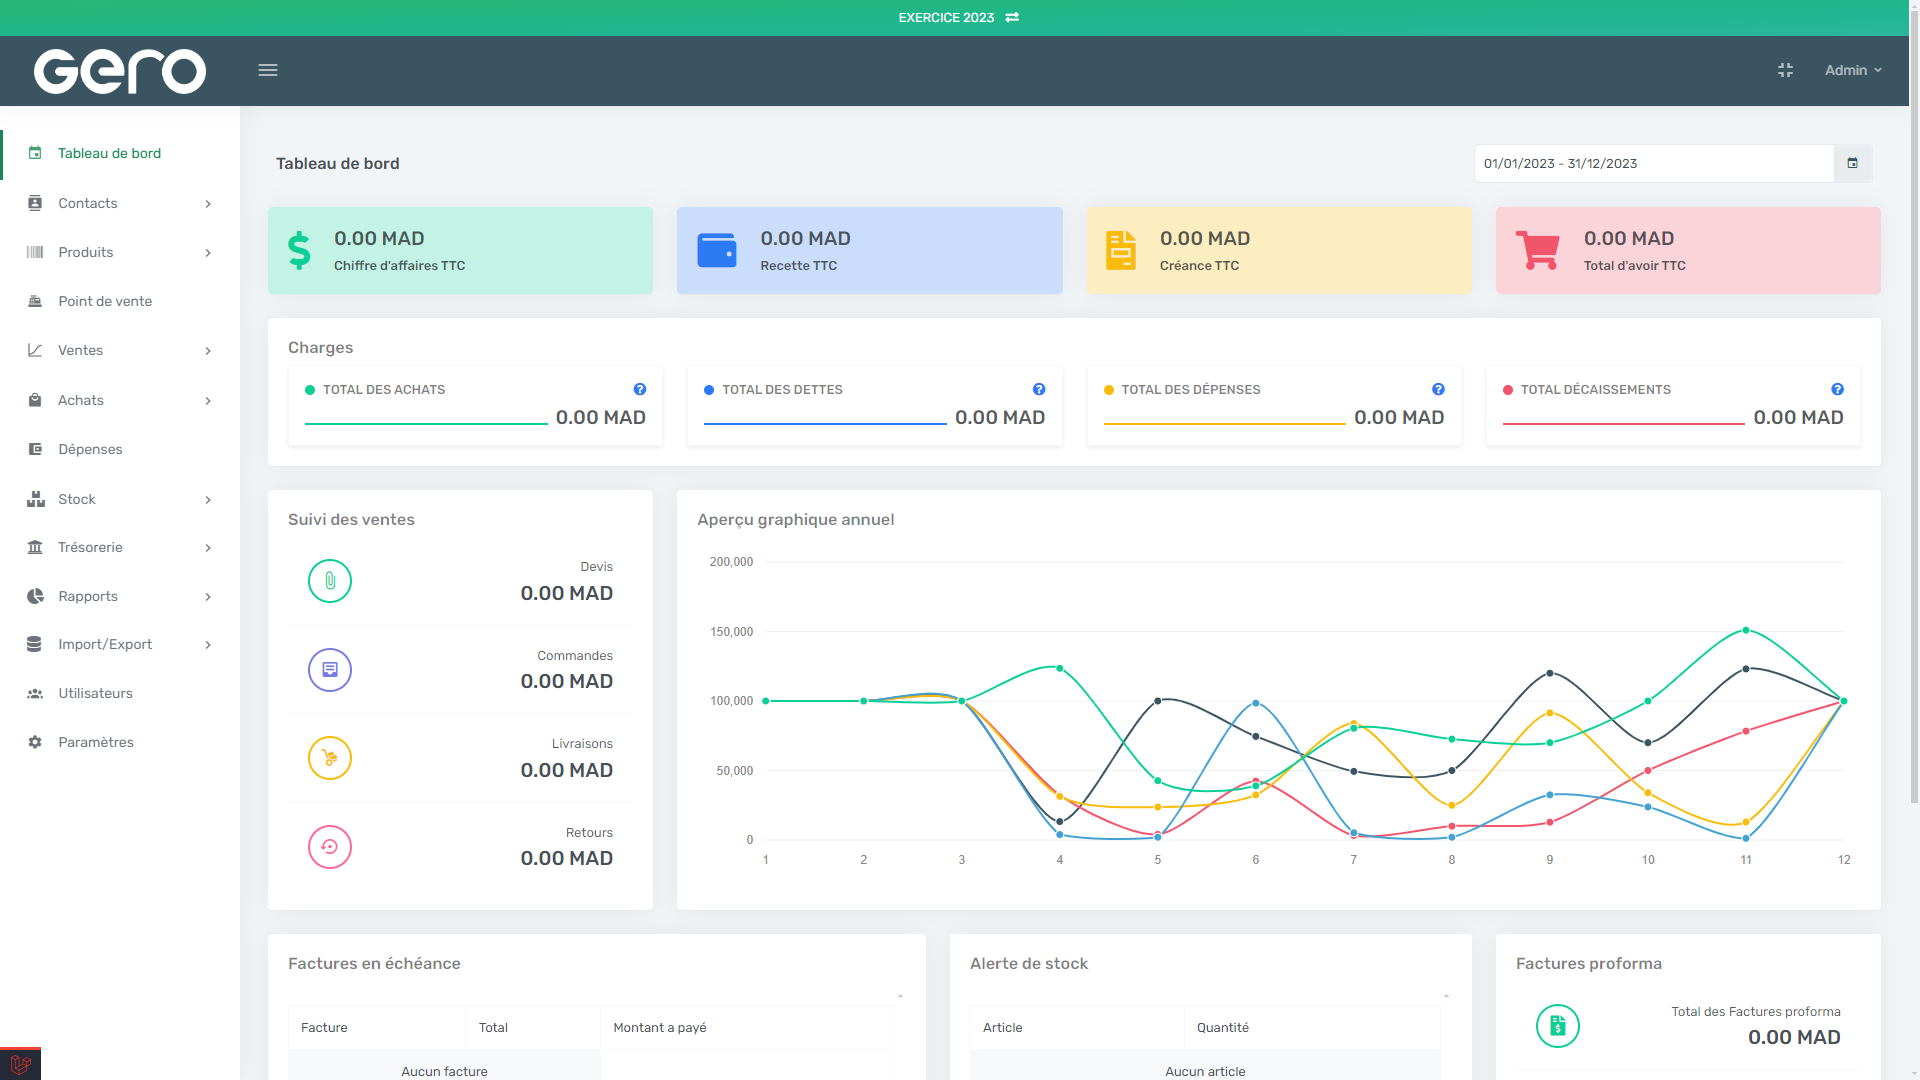 EXERCICE 2023
Gero
Admin
Tableau de bord
Contacts
Produits
Point de vente
Ventes
Achats
Dépenses
Stock
Trésorerie
Rapports
Import/Export
Utilisateurs
Paramètres
Tableau de bord
01/01/2023 - 31/12/2023
0.00 MAD
Chiffre d'affaires TTC
0.00 MAD
Recette TTC
0.00 MAD
Créance TTC
0.00 MAD
Total d'avoir TTC
Charges
TOTAL DES ACHATS
0.00 MAD
TOTAL DES DETTES
0.00 MAD
TOTAL DES DÉPENSES
0.00 MAD
TOTAL DÉCAISSEMENTS
0.00 MAD
Suivi des ventes
Devis
0.00 MAD
Commandes
0.00 MAD
Livraisons
0.00 MAD
Retours
0.00 MAD
Aperçu graphique annuel
200,000
150,000
100,000
50,000
0
1 2 3 4 5 6 7 8 9 10 11 12
Factures en échéance
Facture Total Montant a payé
Aucun facture
Alerte de stock
Article Quantité
Aucun article
Factures proforma
Total des Factures proforma
0.00 MAD